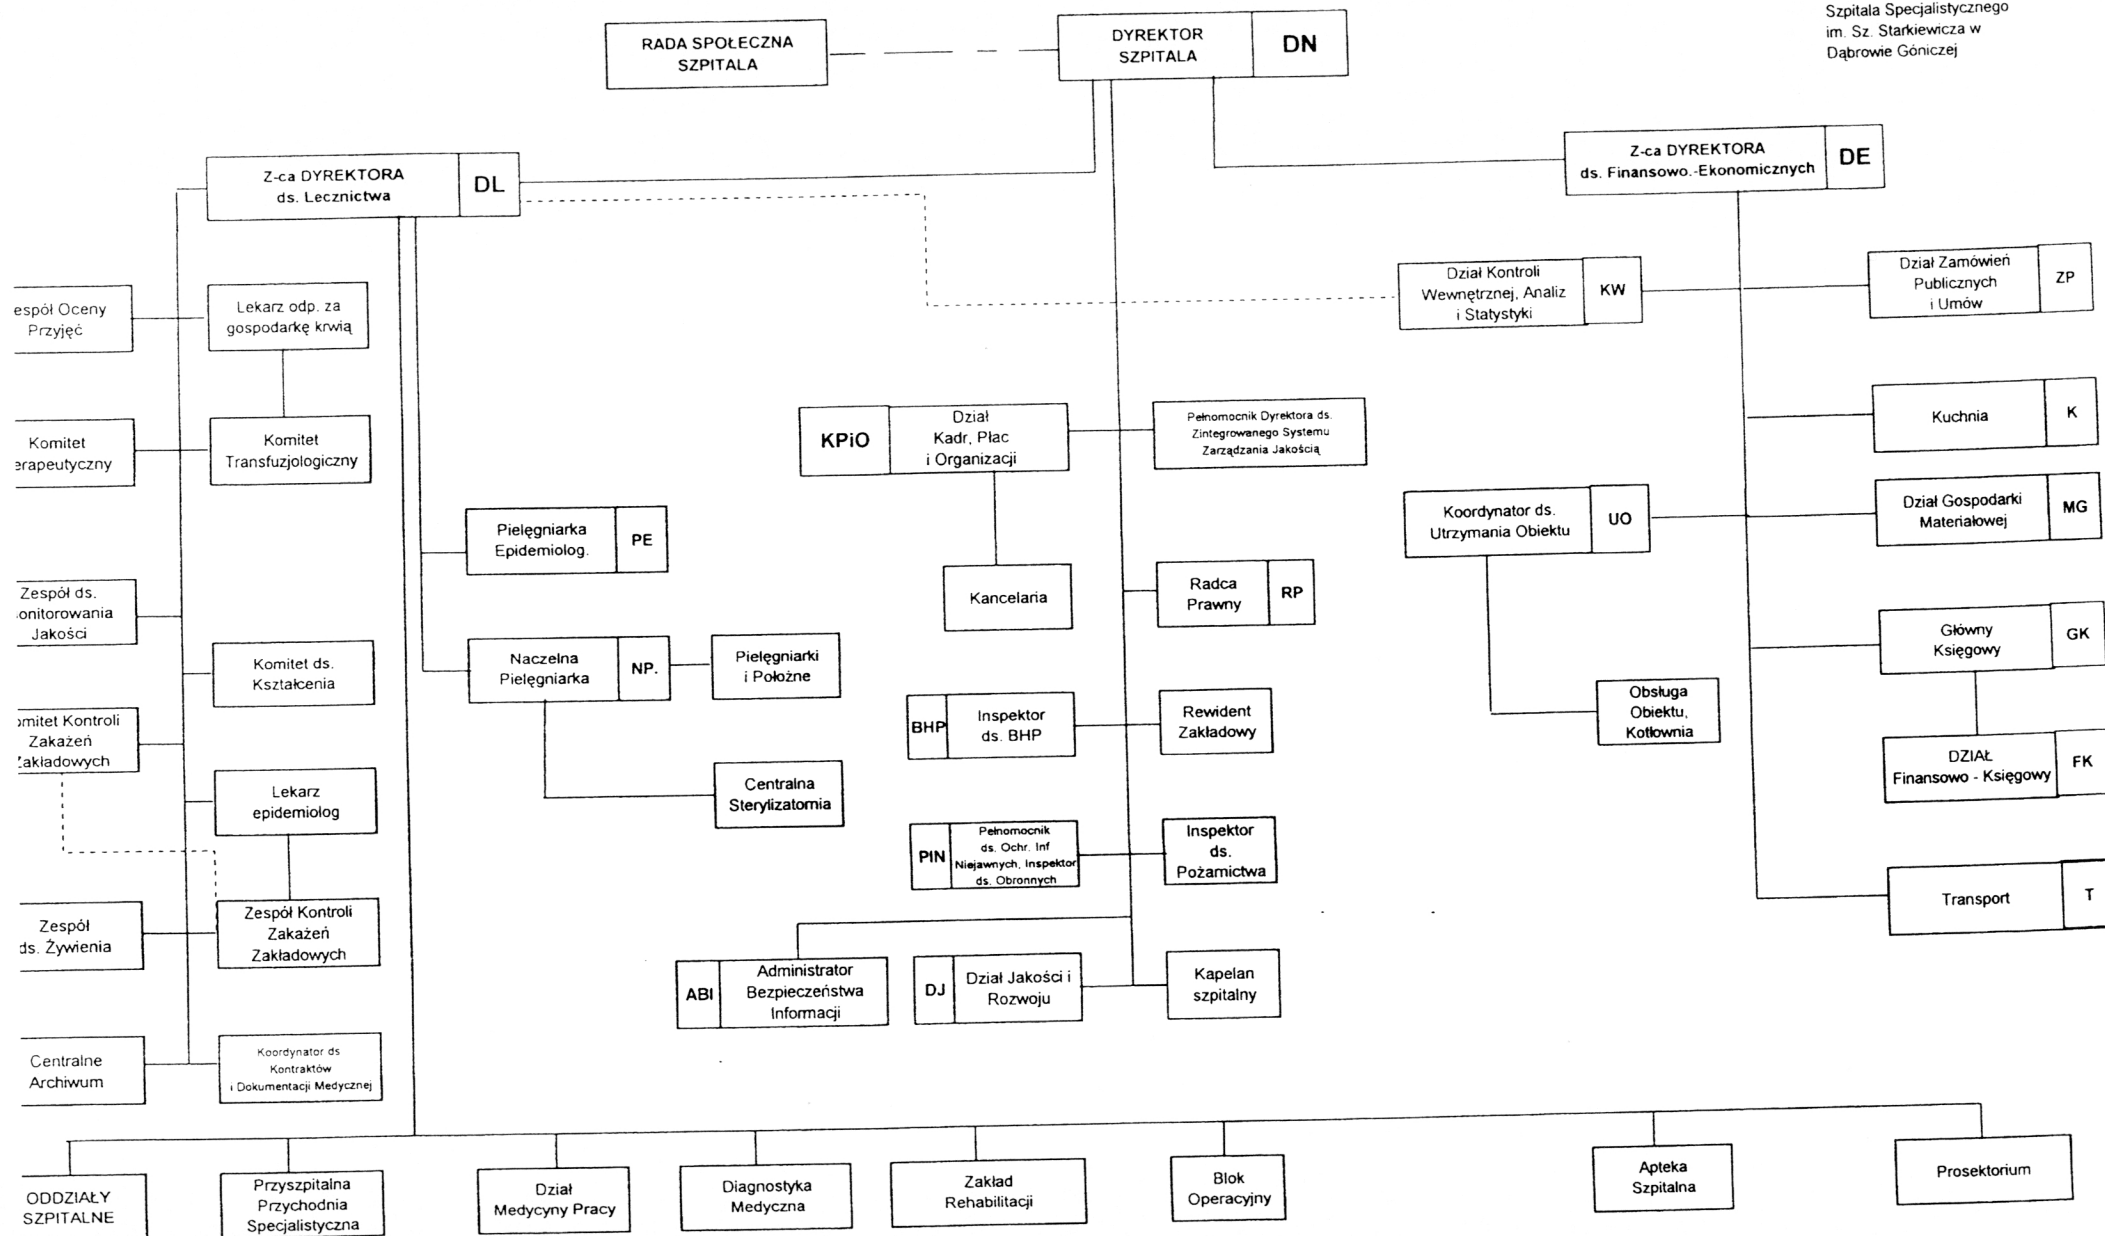 Szpitala Specjalistycznego
im. Sz. Starkiewicza w
Dąbrowie Góniczej
RADA SPOŁECZNA
SZPITALA
DYREKTOR
SZPITALA
DN
Z-ca DYREKTORA
ds. Lecznictwa
DL
Z-ca DYREKTORA
ds. Finansowo.-Ekonomicznych
DE
Dział Kontroli
Wewnętrznej, Analiz
i Statystyki
KW
Dział Zamówień
Publicznych
i Umów
ZP
espół Oceny
Przyjęć
Lekarz odp. za
gospodarkę krwią
Komitet
erapeutyczny
Komitet
Transfuzjologiczny
KPiO
Dział
Kadr, Płac
i Organizacji
Pełnomocnik Dyrektora ds.
Zintegrowanego Systemu
Zarządzania Jakością
Kuchnia
K
Pielęgniarka
Epidemiolog.
PE
Koordynator ds.
Utrzymania Obiektu
UO
Dział Gospodarki
Materiałowej
MG
Zespół ds.
onitorowania
Jakości
Kancelaria
Radca
Prawny
RP
Główny
Księgowy
GK
Komitet ds.
Kształcenia
Naczelna
Pielęgniarka
NP.
Pielęgniarki
i Położne
omitet Kontroli
Zakażeń
Zakładowych
BHP
Inspektor
ds. BHP
Rewident
Zakładowy
Obsługa
Obiektu,
Kotłownia
DZIAŁ
Finansowo - Księgowy
FK
Lekarz
epidemiolog
Centralna
Sterylizatornia
PIN
Pełnomocnik
ds. Ochr. Inf
Niejawnych, Inspektor
ds. Obronnych
Inspektor
ds.
Pożarnictwa
Transport
T
Zespół
ds. Żywienia
Zespół Kontroli
Zakażeń
Zakładowych
ABI
Administrator
Bezpieczeństwa
Informacji
DJ
Dział Jakości i
Rozwoju
Kapelan
szpitalny
Centralne
Archiwum
Koordynator ds
Kontraktów
i Dokumentacji Medycznej
ODDZIAŁY
SZPITALNE
Przyszpitalna
Przychodnia
Specjalistyczna
Dział
Medycyny Pracy
Diagnostyka
Medyczna
Zakład
Rehabilitacji
Blok
Operacyjny
Apteka
Szpitalna
Prosektorium